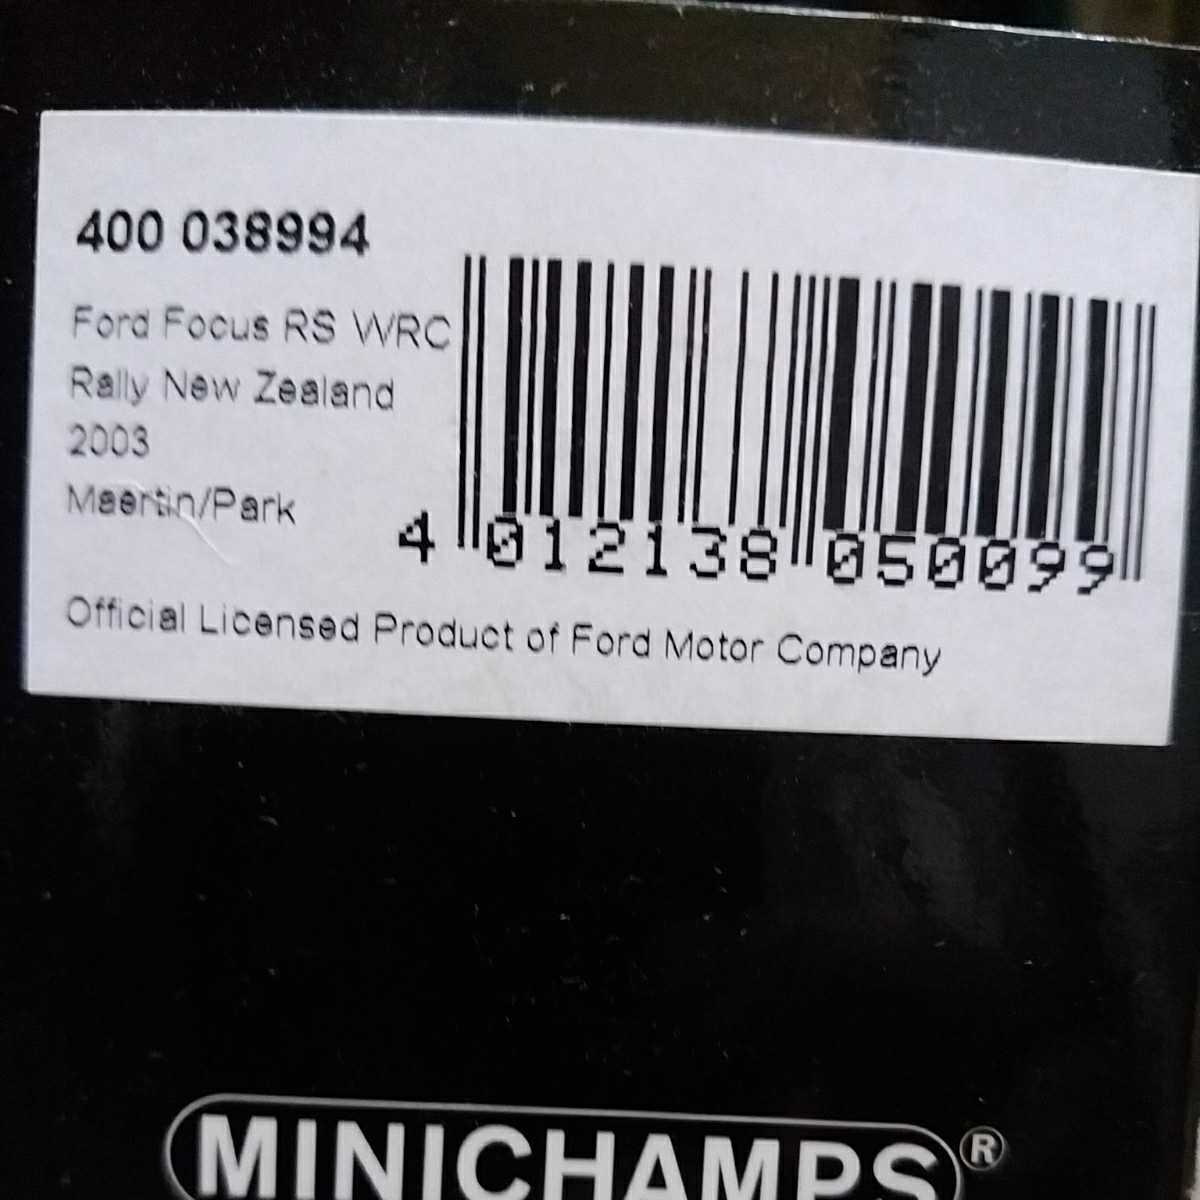 400 038994
Ford Focus RS WRC
Rally New Zealand
2003
Maertin/Park
4 012138 050099
Official Licensed Product of Ford Motor Company
MINICHAMPS®